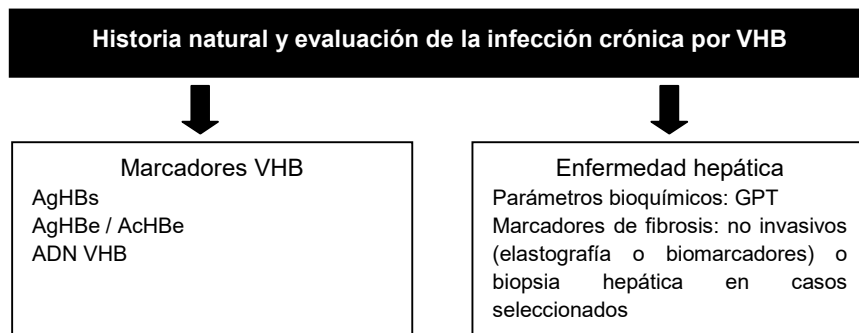 Historia natural y evaluación de la infección crónica por VHB
Marcadores VHB
AgHBs
AgHBe / AcHBe
ADN VHB
Enfermedad hepática
Parámetros bioquímicos: GPT
Marcadores de fibrosis: no invasivos
(elastografía o biomarcadores) o
biopsia hepática en casos
seleccionados